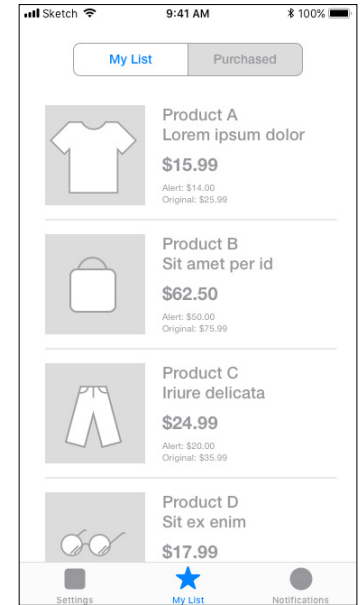 Sketch 9:41 AM 100%
My List Purchased
Product A
Lorem ipsum dolor
$15.99
Alert: $14.00
Original: $25.99
Product B
Sit amet per id
$62.50
Alert: $50.00
Original: $75.99
Product C
Iriure delicata
$24.99
Alert: $20.00
Original: $35.99
Product D
Sit ex enim
$17.99
Settings My List Notifications